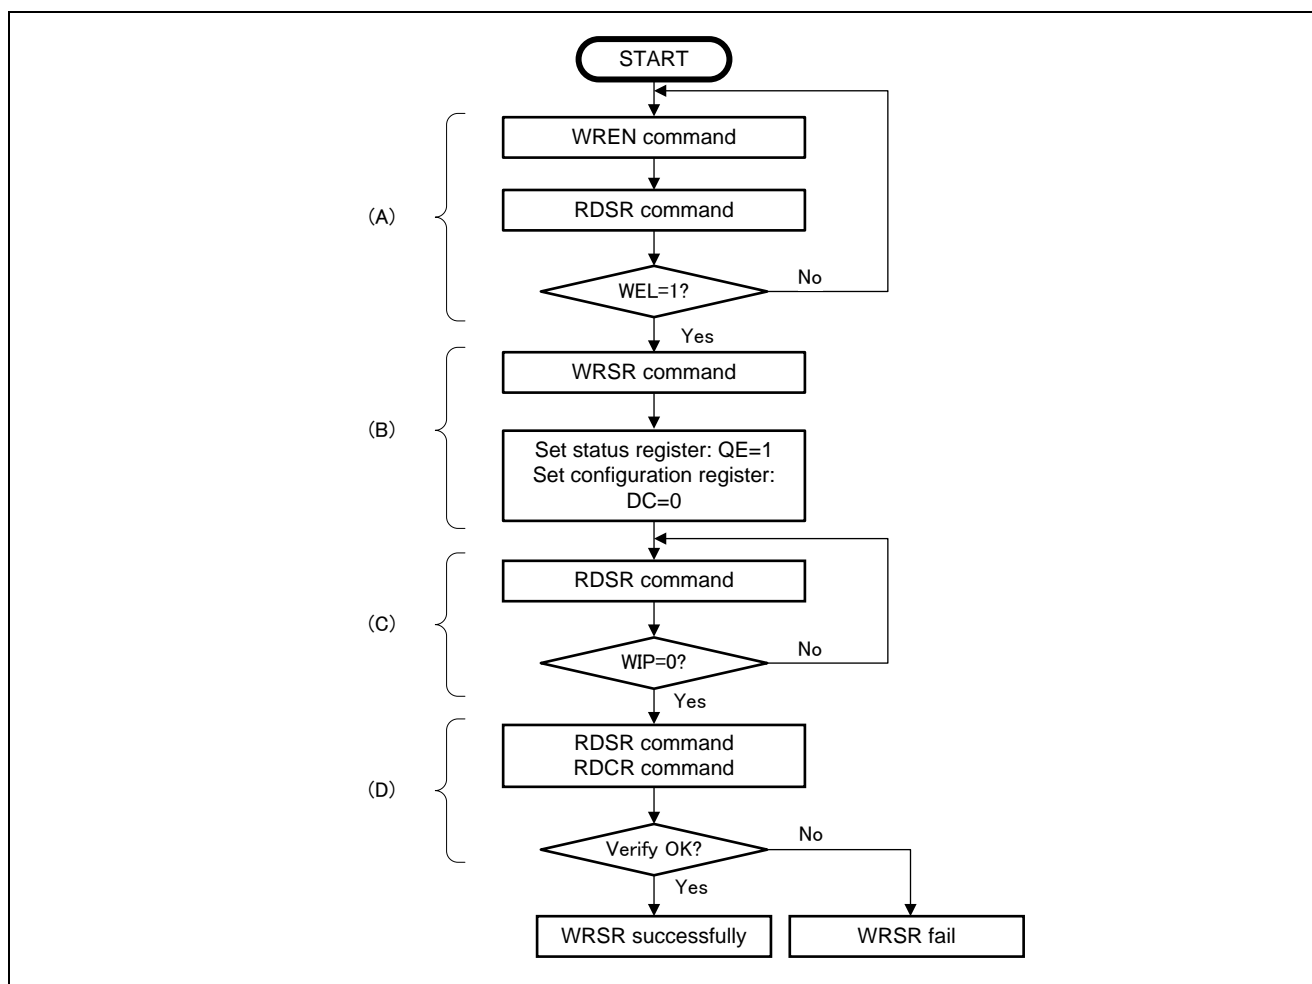 START
WREN command
RDSR command
(A)
WEL=1?
No
Yes
WRSR command
(B)
Set status register: QE=1
Set configuration register:
DC=0
RDSR command
(C)
WIP=0?
No
Yes
RDSR command
RDCR command
(D)
Verify OK?
No
Yes
WRSR successfully
WRSR fail